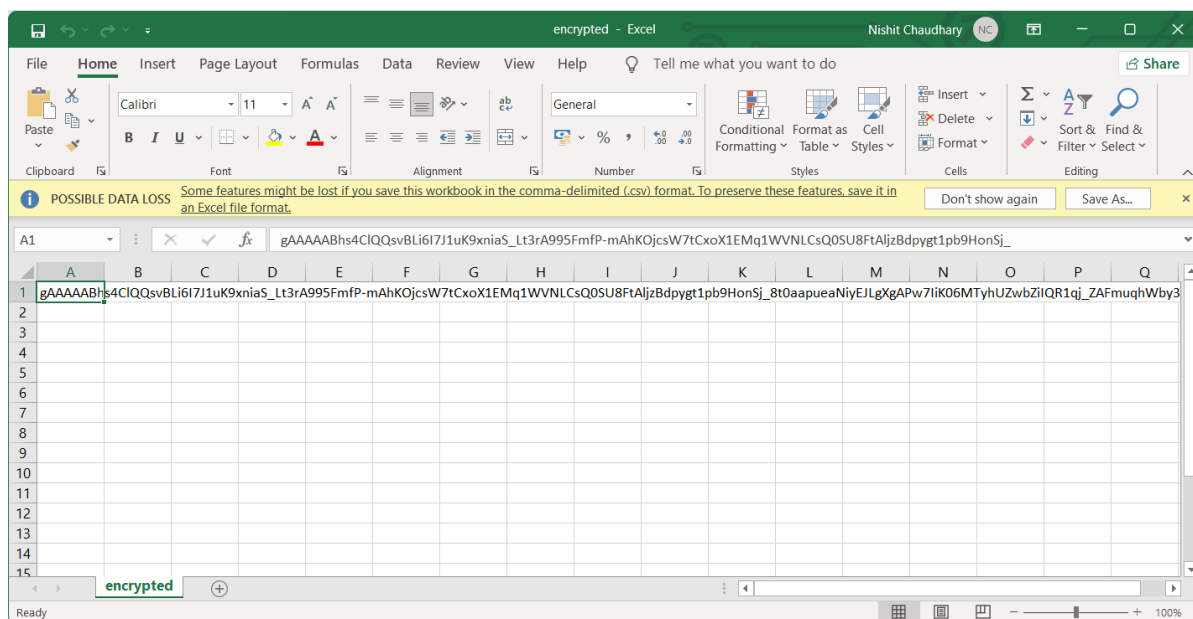 encrypted - Excel
Nishit Chaudhary NC
File Home Insert Page Layout Formulas Data Review View Help Tell me what you want to do Share
Paste
Calibri 11 A A
B I U A
ab
General
% , .00
Conditional Formatting
Format as Table
Cell Styles
Insert
Delete
Format
Sort & Filter
Find & Select
Clipboard Font Alignment Number Styles Cells Editing
POSSIBLE DATA LOSS Some features might be lost if you save this workbook in the comma-delimited (.csv) format. To preserve these features, save it in
an Excel file format.
Don't show again Save As...
A1 fx gAAAAABhs4ClQQsvBLi6I7J1uK9xniaS_Lt3rA995FmfP-mAhKOjcsW7tCxoX1EMq1WVNLCsQ0SU8FtAljzBdpygt1pb9HonSj_
A B C D E F G H I J K L M N O P Q
1 gAAAAABhs4ClQQsvBLi6I7J1uK9xniaS_Lt3rA995FmfP-mAhKOjcsW7tCxoX1EMq1WVNLCsQ0SU8FtAljzBdpygt1pb9HonSj_8t0aapueaNiyEJLgXgAPw7IiK06MTyhUZwbZiIQR1qj_ZAFmuqhWby3
2
3
4
5
6
7
8
9
10
11
12
13
14
15
encrypted
Ready 100%